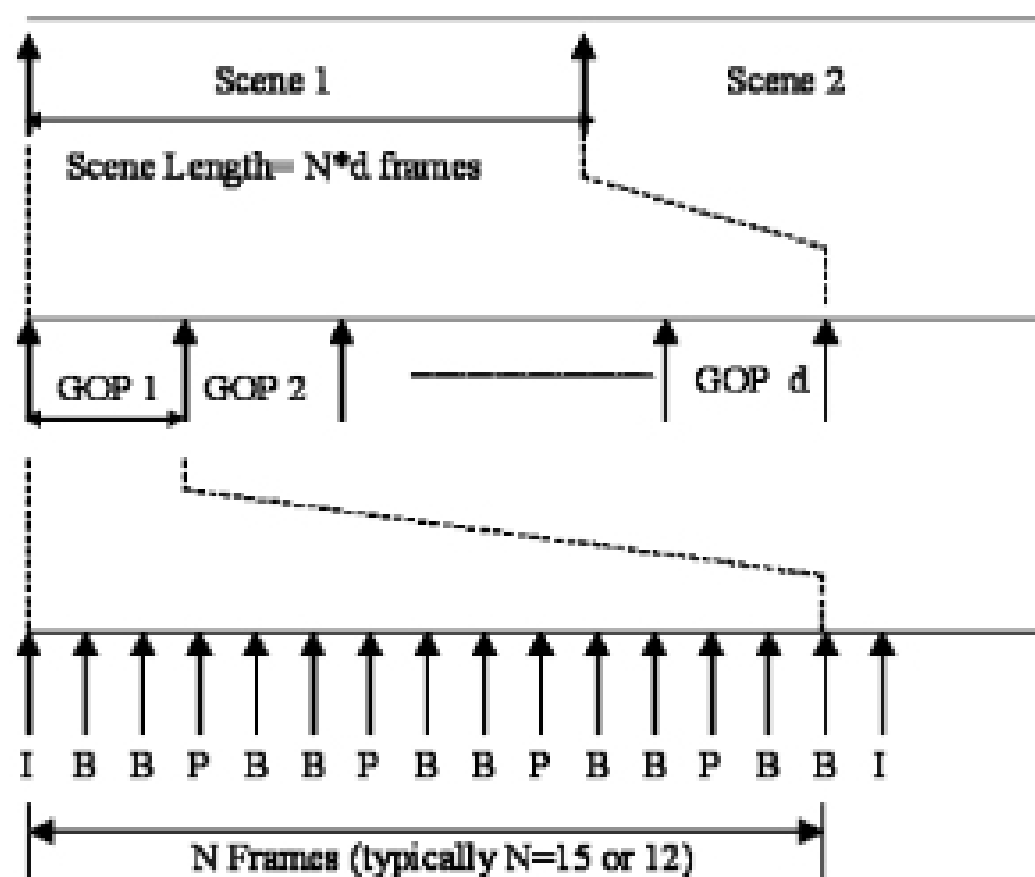 Scene 1 Scene 2
Scene Length= N*d frames
GOP 1 GOP 2 GOP d
I B B P B B P B B P B B P B B I
N Frames (typically N=15 or 12)